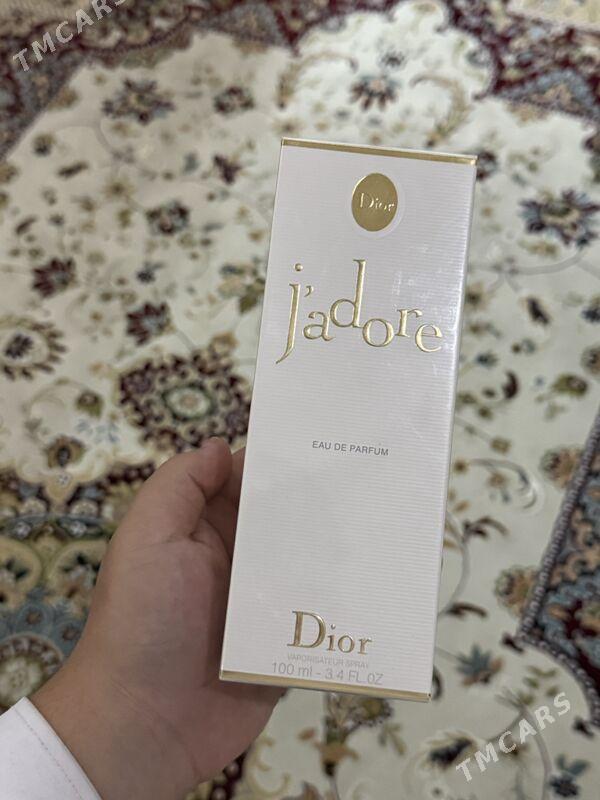 TMCARS
Dior
j'adore
EAU DE PARFUM
Dior
VAPORISATEUR SPRAY
100 ml - 3.4 FL.OZ
TMCARS